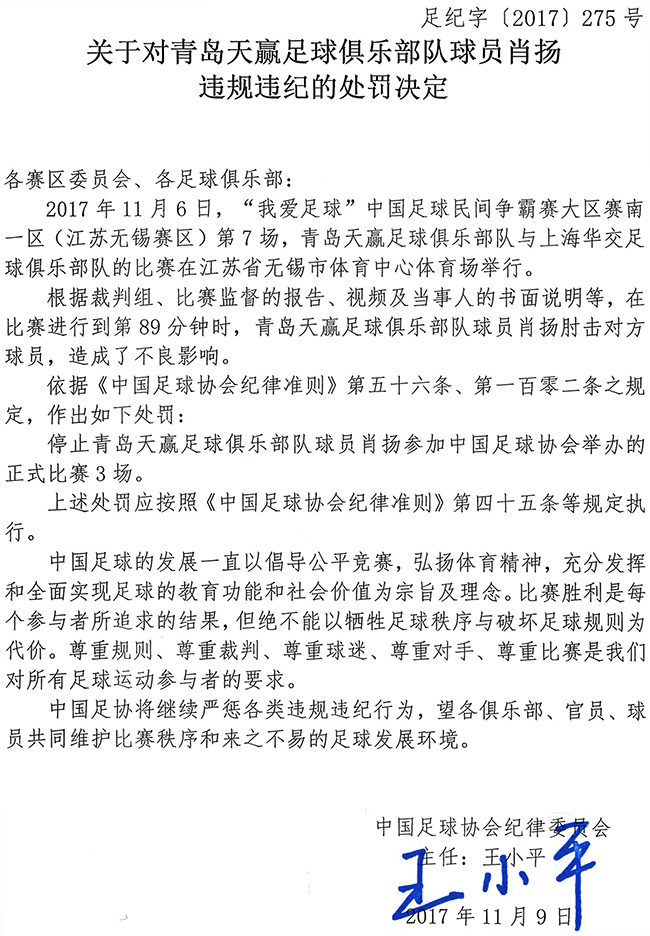 足纪字〔2017〕275号
关于对青岛天赢足球俱乐部队球员肖扬
违规违纪的处罚决定
各赛区委员会、各足球俱乐部：
2017年11月6日，“我爱足球”中国足球民间争霸赛大区赛南
一区（江苏无锡赛区）第7场，青岛天赢足球俱乐部队与上海华交足
球俱乐部队的比赛在江苏省无锡市体育中心体育场举行。
根据裁判组、比赛监督的报告、视频及当事人的书面说明等，在
比赛进行到第89分钟时，青岛天赢足球俱乐部队球员肖扬肘击对方
球员，造成了不良影响。
依据《中国足球协会纪律准则》第五十六条、第一百零二条之规
定，作出如下处罚：
停止青岛天赢足球俱乐部队球员肖扬参加中国足球协会举办的
正式比赛3场。
上述处罚应按照《中国足球协会纪律准则》第四十五条等规定执
行。
中国足球的发展一直以倡导公平竞赛，弘扬体育精神，充分发挥
和全面实现足球的教育功能和社会价值为宗旨及理念。比赛胜利是每
个参与者所追求的结果，但绝不能以牺牲足球秩序与破坏足球规则为
代价。尊重规则、尊重裁判、尊重球迷、尊重对手、尊重比赛是我们
对所有足球运动参与者的要求。
中国足协将继续严惩各类违规违纪行为，望各俱乐部、官员、球
员共同维护比赛秩序和来之不易的足球发展环境。
中国足球协会纪律委员会
主任：王小平
王小平
2017年11月9日